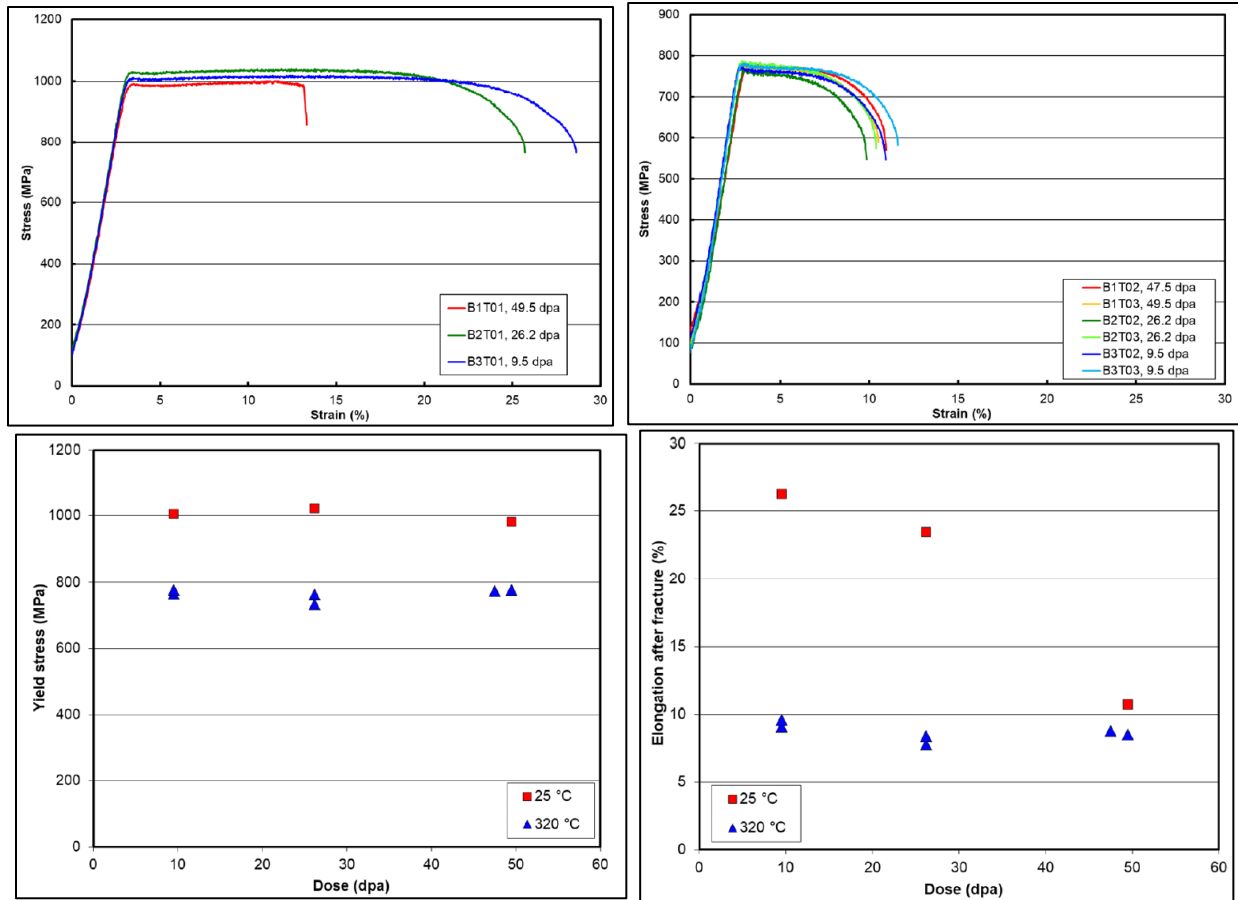 1200
1000
800
600
400
200
0
Stress (MPa)
0 5 10 15 20 25 30
Strain (%)
B1T01, 49.5 dpa
B2T01, 26.2 dpa
B3T01, 9.5 dpa
900
800
700
600
500
400
300
200
100
0
Stress (MPa)
0 5 10 15 20 25 30
Strain (%)
B1T02, 47.5 dpa
B1T03, 49.5 dpa
B2T02, 26.2 dpa
B2T03, 26.2 dpa
B3T02, 9.5 dpa
B3T03, 9.5 dpa
1200
1000
800
600
400
200
0
Yield stress (MPa)
0 10 20 30 40 50 60
Dose (dpa)
25 °C
320 °C
30
25
20
15
10
5
0
Elongation after fracture (%)
0 10 20 30 40 50 60
Dose (dpa)
25 °C
320 °C